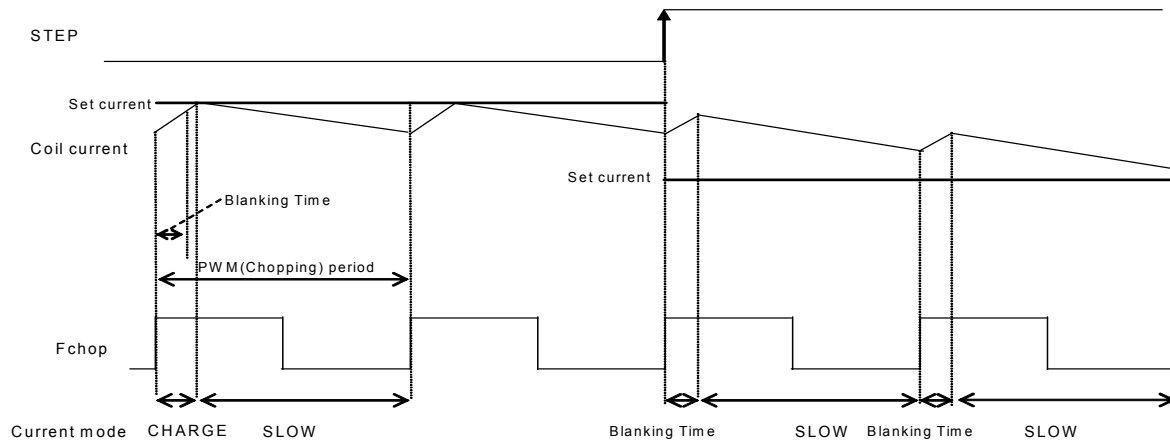 STEP
Set current
Coil current
Set current
Blanking Time
PWM(Chopping) period
Fchop
Current mode CHARGE SLOW Blanking Time SLOW Blanking Time SLOW